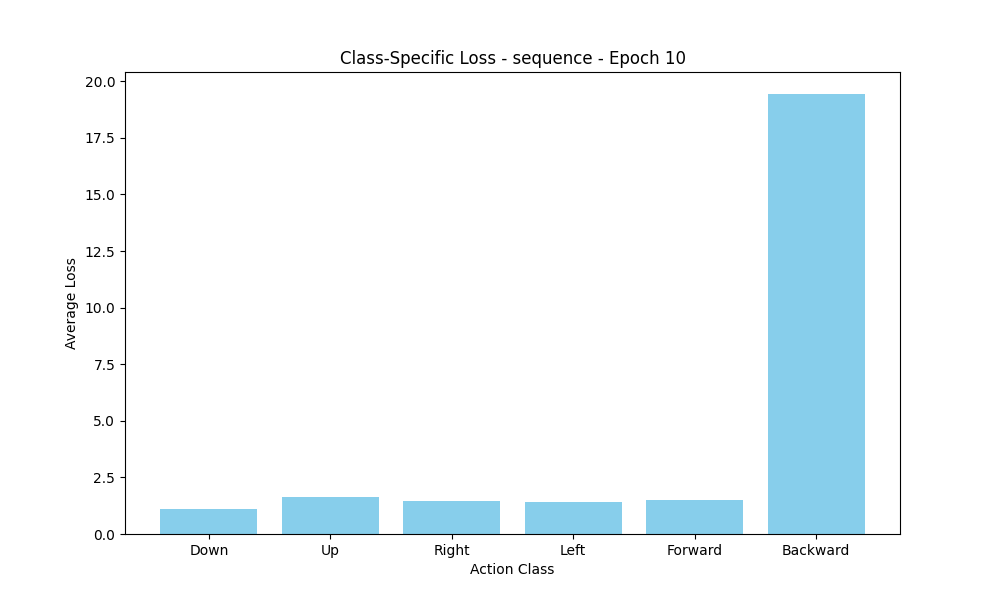 Class-Specific Loss - sequence - Epoch 10
20.0
17.5
15.0
12.5
10.0
7.5
5.0
2.5
0.0
Average Loss
Down Up Right Left Forward Backward
Action Class